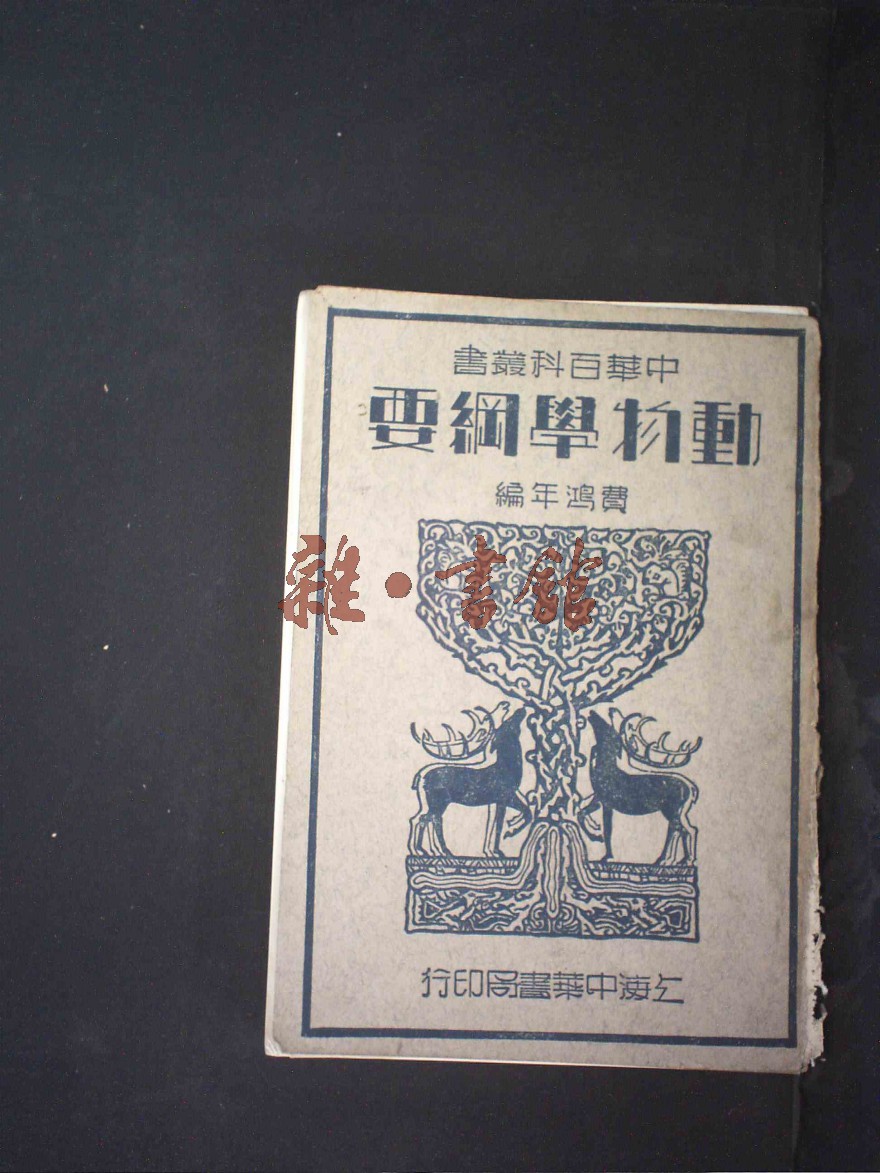 中華百科叢書
動物學綱要
費鴻年編
雜·書館
上海中華書局印行